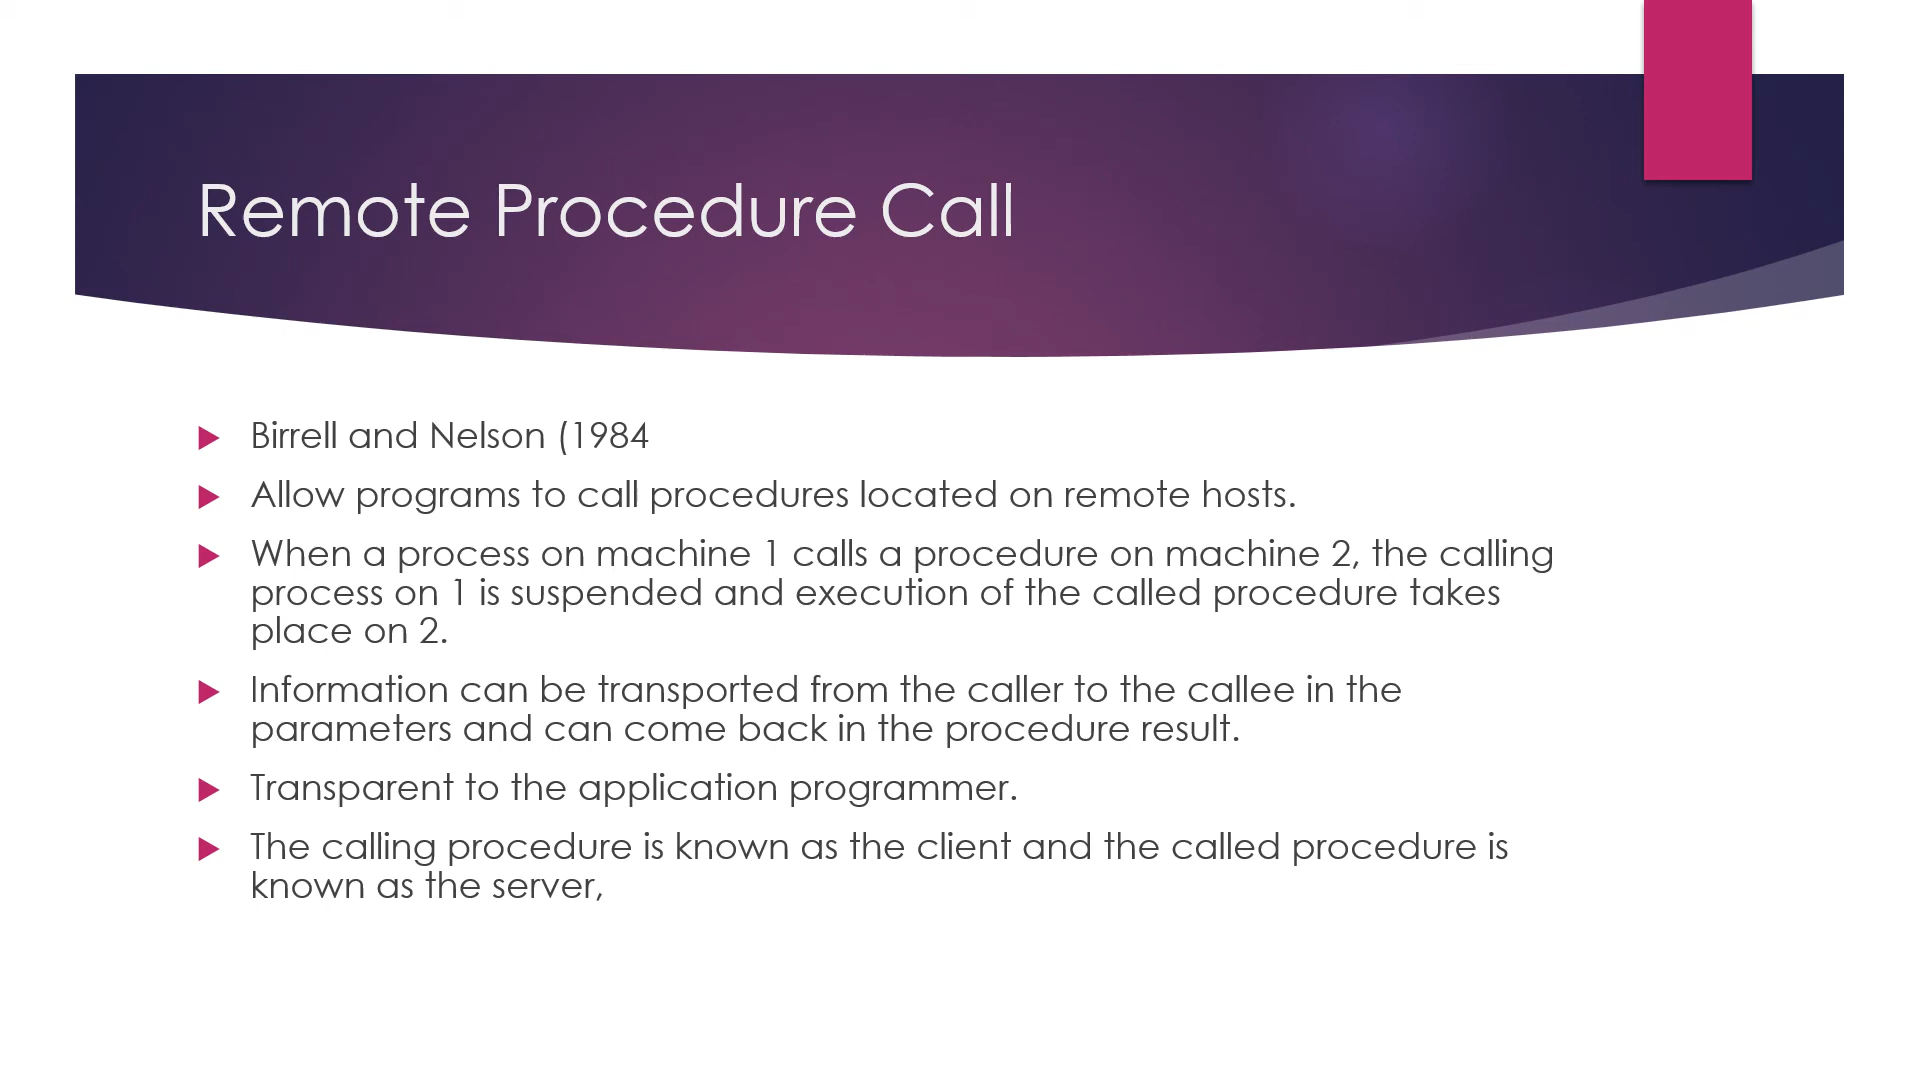 Remote Procedure Call
Birrell and Nelson (1984
Allow programs to call procedures located on remote hosts.
When a process on machine 1 calls a procedure on machine 2, the calling
process on 1 is suspended and execution of the called procedure takes
place on 2.
Information can be transported from the caller to the callee in the
parameters and can come back in the procedure result.
Transparent to the application programmer.
The calling procedure is known as the client and the called procedure is
known as the server,